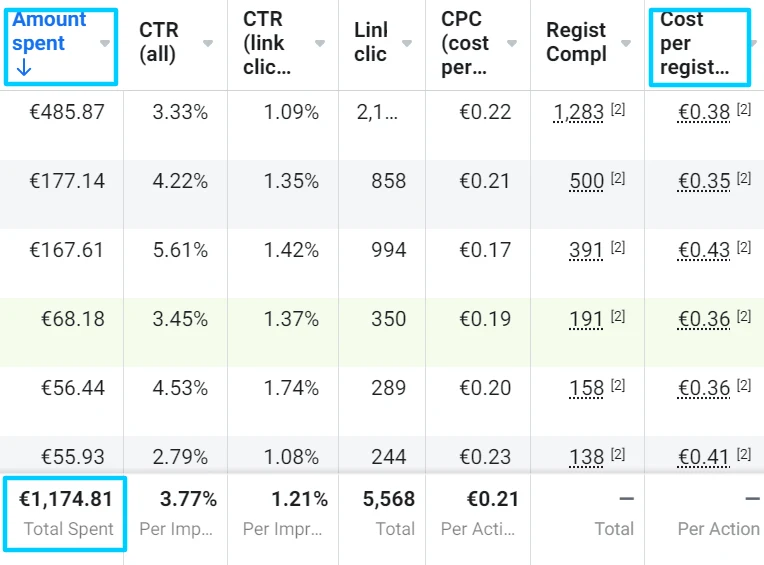 Amount spent ↓ CTR (all) CTR (link clic... Link clic CPC (cost per... Regist Compl Cost per regist...
€485.87 3.33% 1.09% 2,1... €0.22 1,283 [2] €0.38 [2]
€177.14 4.22% 1.35% 858 €0.21 500 [2] €0.35 [2]
€167.61 5.61% 1.42% 994 €0.17 391 [2] €0.43 [2]
€68.18 3.45% 1.37% 350 €0.19 191 [2] €0.36 [2]
€56.44 4.53% 1.74% 289 €0.20 158 [2] €0.36 [2]
€55.93 2.79% 1.08% 244 €0.23 138 [2] €0.41 [2]
€1,174.81 3.77% 1.21% 5,568 €0.21 — —
Total Spent Per Imp... Per Impr... Total Per Acti... Total Per Action